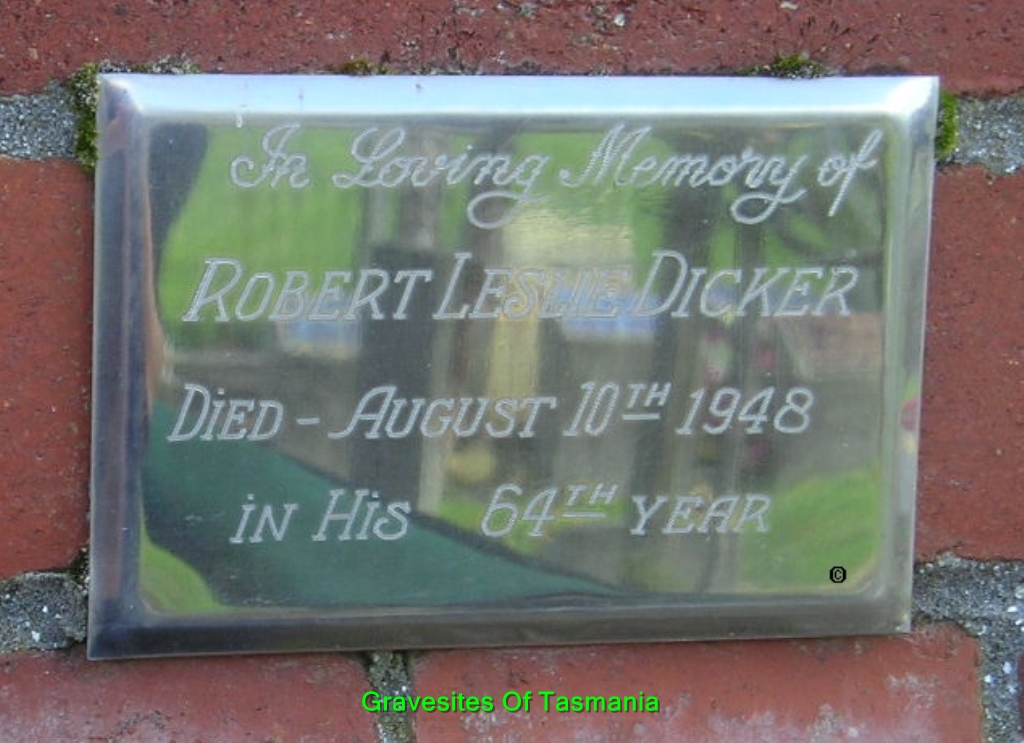 In Loving Memory of
ROBERT LESLIE DICKER
DIED - AUGUST 10TH 1948
IN HIS 64TH YEAR
©
Gravesites Of Tasmania